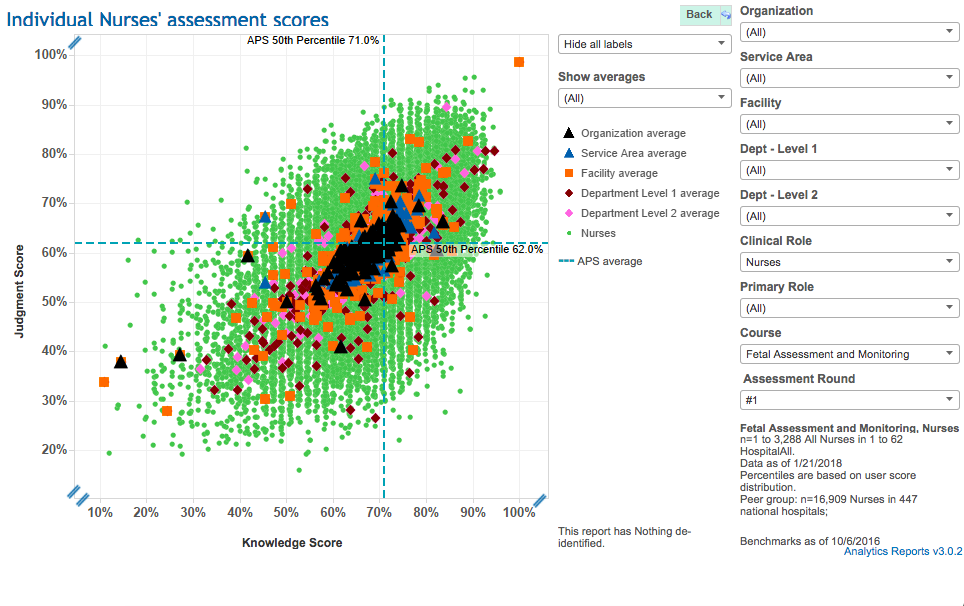 Individual Nurses' assessment scores
Back
APS 50th Percentile 71.0%
100%
90%
80%
70%
60%
50%
40%
30%
20%
Judgment Score
APS 50th Percentile 62.0%
10% 20% 30% 40% 50% 60% 70% 80% 90% 100%
Knowledge Score
Hide all labels
Show averages
(All)
Organization average
Service Area average
Facility average
Department Level 1 average
Department Level 2 average
Nurses
APS average
This report has Nothing de-
identified.
Organization
(All)
Service Area
(All)
Facility
(All)
Dept - Level 1
(All)
Dept - Level 2
(All)
Clinical Role
Nurses
Primary Role
(All)
Course
Fetal Assessment and Monitoring
Assessment Round
#1
Fetal Assessment and Monitoring, Nurses
n=1 to 3,288 All Nurses in 1 to 62
HospitalAll.
Data as of 1/21/2018
Percentiles are based on user score
distribution.
Peer group: n=16,909 Nurses in 447
national hospitals;
Benchmarks as of 10/6/2016
Analytics Reports v3.0.2